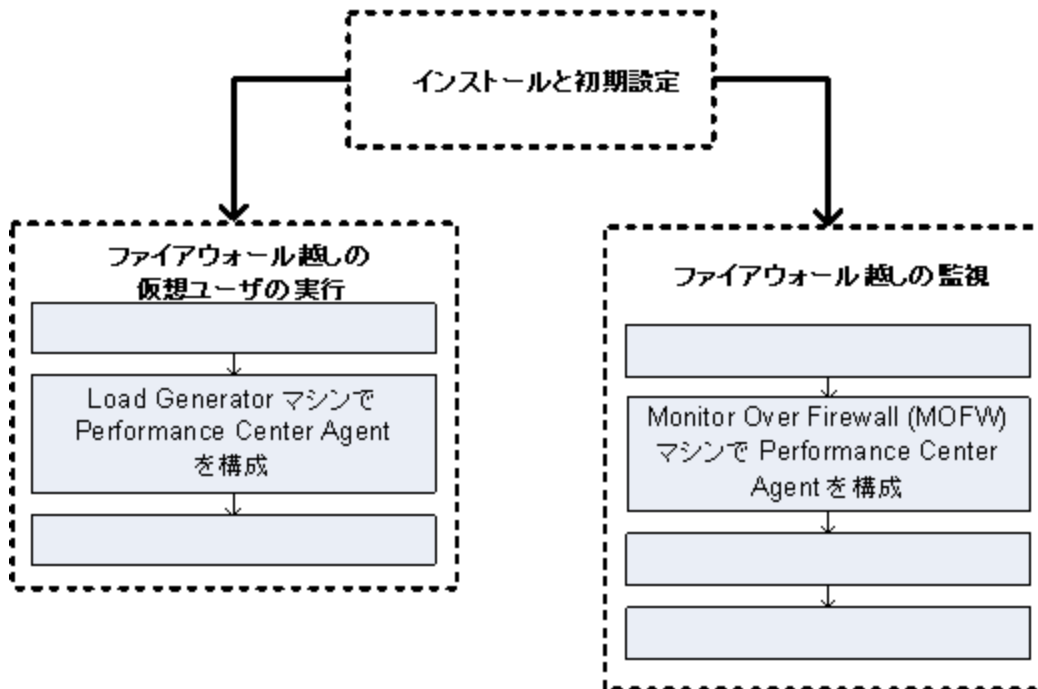 インストールと初期設定
ファイアウォール越しの
仮想ユーザの実行
Load Generator マシンで
Performance Center Agent
を構成
ファイアウォール越しの監視
Monitor Over Firewall (MOFW)
マシンで Performance Center
Agent を構成